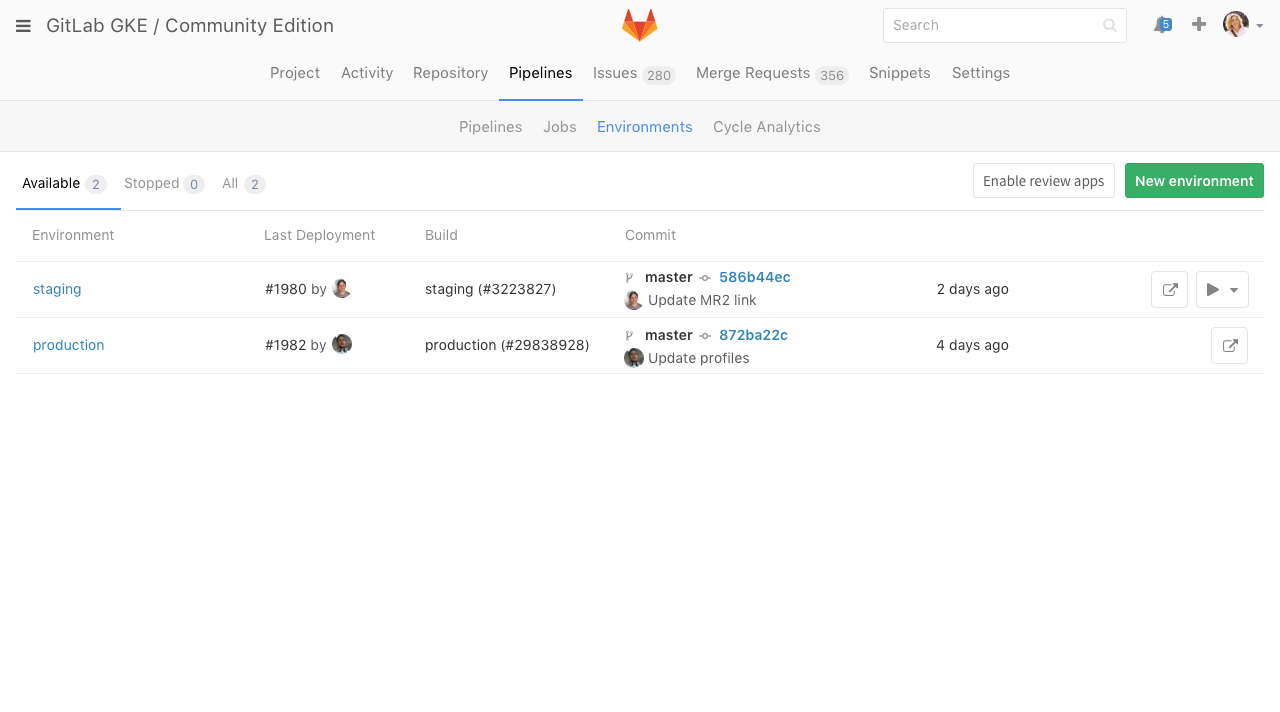 GitLab GKE / Community Edition
Search
5
Project Activity Repository Pipelines Issues 280 Merge Requests 356 Snippets Settings
Pipelines Jobs Environments Cycle Analytics
Available 2 Stopped 0 All 2
Enable review apps
New environment
Environment Last Deployment Build Commit
staging #1980 by staging (#3223827) master 586b44ec 2 days ago
Update MR2 link
production #1982 by production (#29838928) master 872ba22c 4 days ago
Update profiles